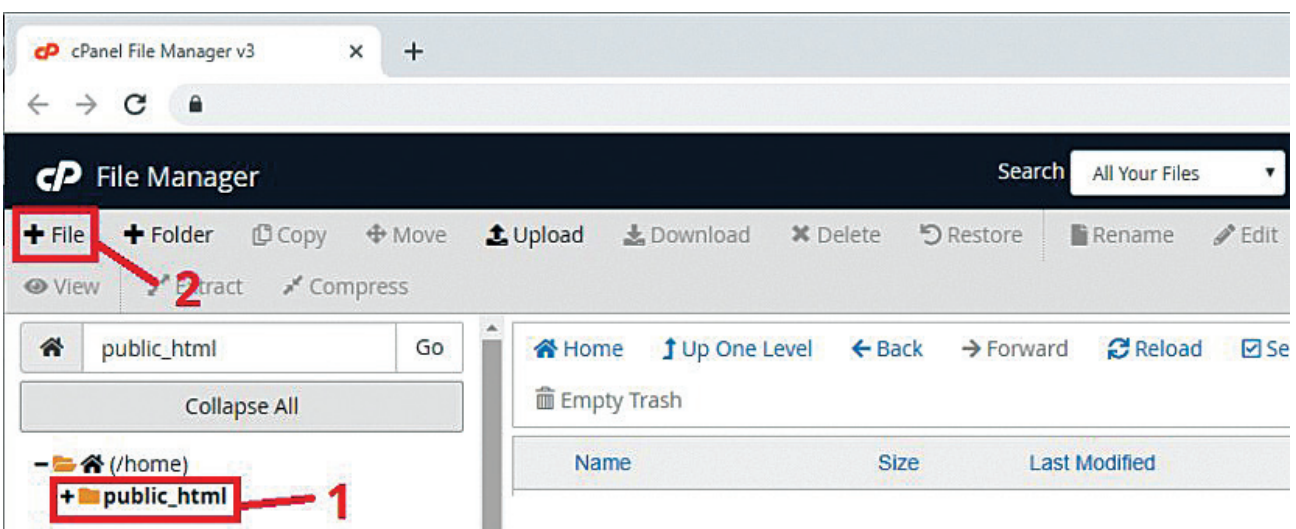 cPanel File Manager v3
cP File Manager Search All Your Files
+ File + Folder Copy Move Upload Download Delete Restore Rename Edit
View Extract Compress
2
public_html Go
Home Up One Level Back Forward Reload Se
Collapse All
Empty Trash
(/home)
Name Size Last Modified
+ public_html 1